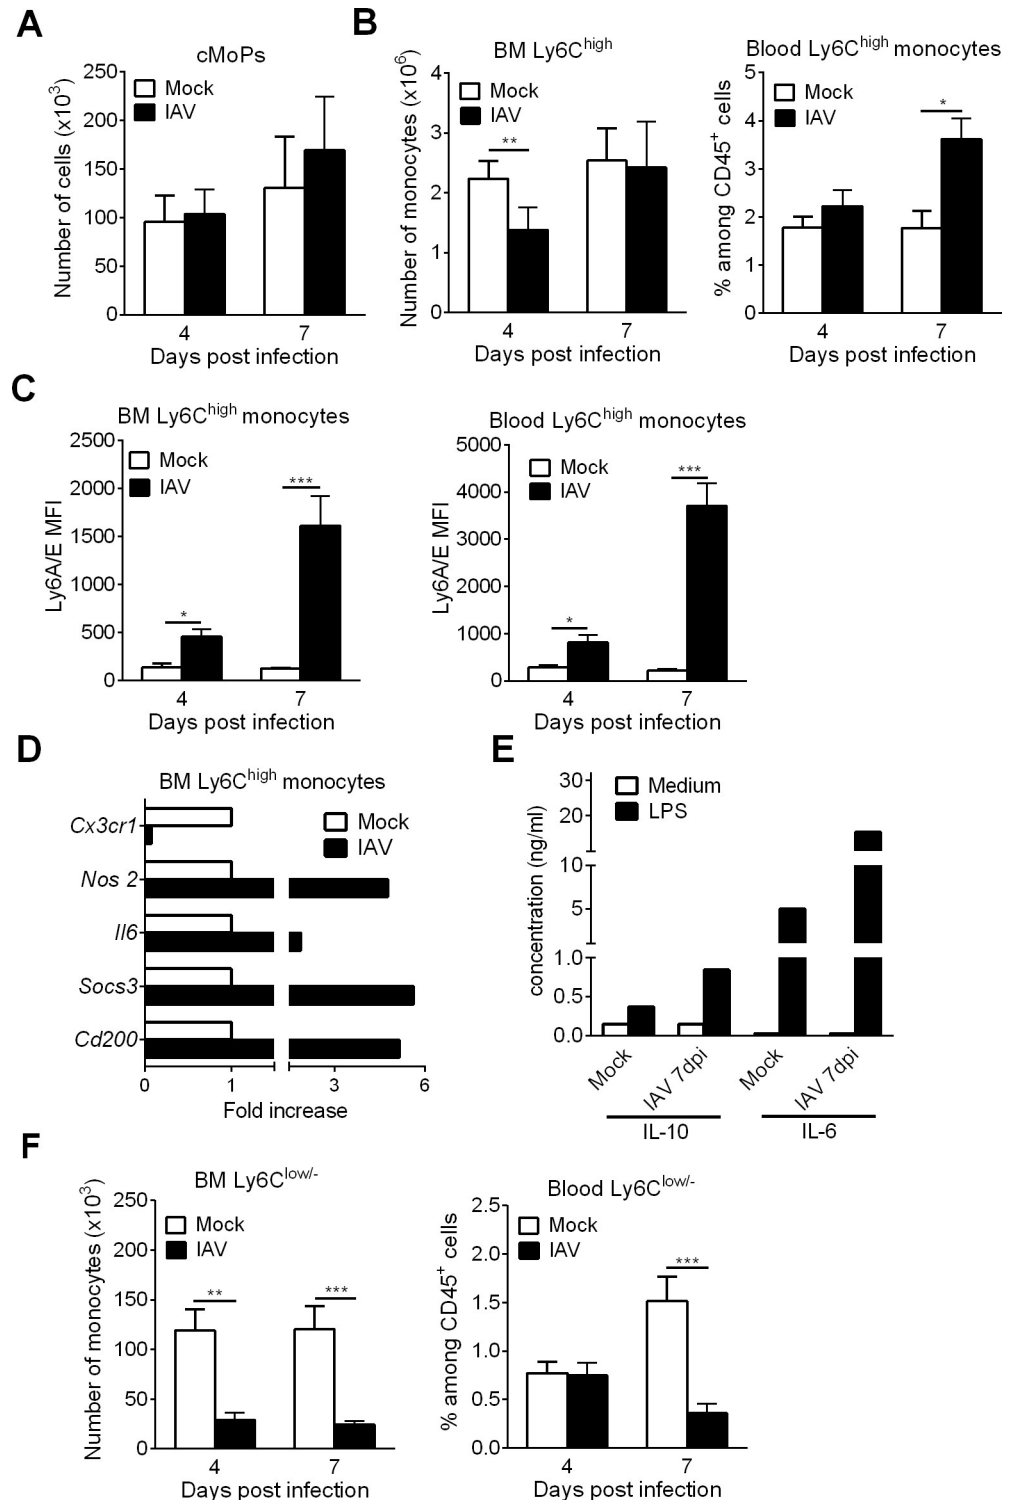 A
cMoPs
Number of cells (x10³)
250
200
150
100
50
0
Mock
IAV
4
7
Days post infection
B
BM Ly6Chigh
Number of monocytes (x10⁶)
4
3
2
1
0
Mock
IAV
**
4
7
Days post infection
Blood Ly6Chigh monocytes
% among CD45⁺ cells
5
4
3
2
1
0
Mock
IAV
*
4
7
Days post infection
C
BM Ly6Chigh monocytes
Ly6A/E MFI
2500
2000
1500
1000
500
0
Mock
IAV
*
***
4
7
Days post infection
Blood Ly6Chigh monocytes
Ly6A/E MFI
5000
4000
3000
2000
1000
0
Mock
IAV
*
***
4
7
Days post infection
D
BM Ly6Chigh monocytes
Mock
IAV
Cx3cr1
Nos 2
Il6
Socs3
Cd200
0
1
3
6
Fold increase
E
concentration (ng/ml)
30
20
10
5
1.0
0.5
0.0
Medium
LPS
Mock
IAV 7dpi
Mock
IAV 7dpi
IL-10
IL-6
F
BM Ly6Clow/-
Number of monocytes (x10³)
250
200
150
100
50
0
Mock
IAV
**
***
4
7
Days post infection
Blood Ly6Clow/-
% among CD45⁺ cells
2.5
2.0
1.5
1.0
0.5
0.0
Mock
IAV
***
4
7
Days post infection